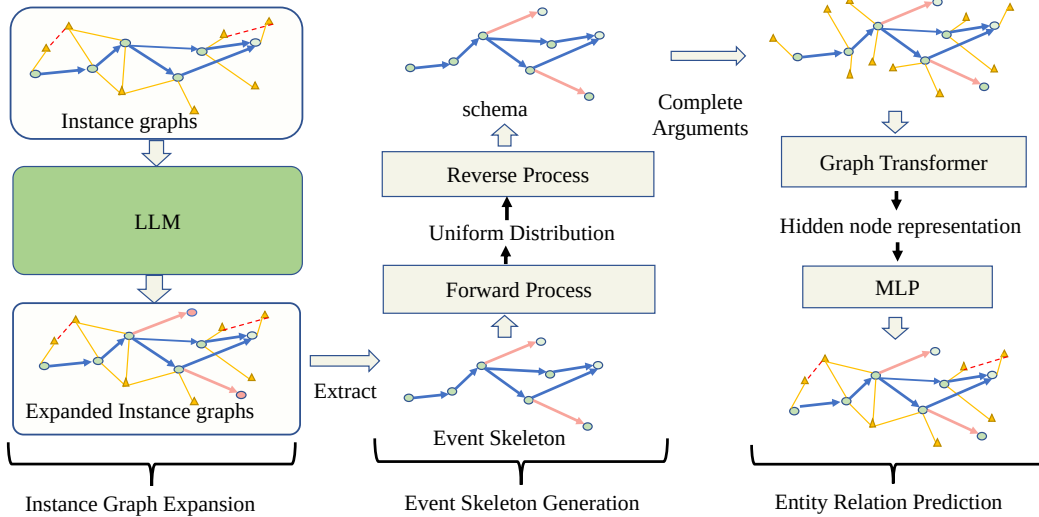 Instance graphs
LLM
Expanded Instance graphs
Instance Graph Expansion
Extract
schema
Reverse Process
Uniform Distribution
Forward Process
Event Skeleton
Event Skeleton Generation
Complete
Arguments
Graph Transformer
Hidden node representation
MLP
Entity Relation Prediction